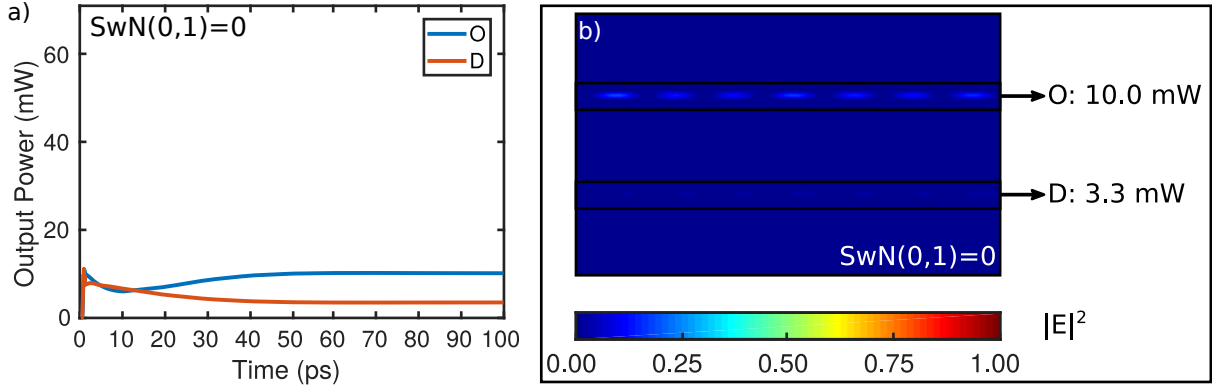 a)
SwN(0,1)=0
O
D
Output Power (mW)
60
40
20
0
0 10 20 30 40 50 60 70 80 90 100
Time (ps)
b)
O: 10.0 mW
D: 3.3 mW
SwN(0,1)=0
|E|²
0.00 0.25 0.50 0.75 1.00